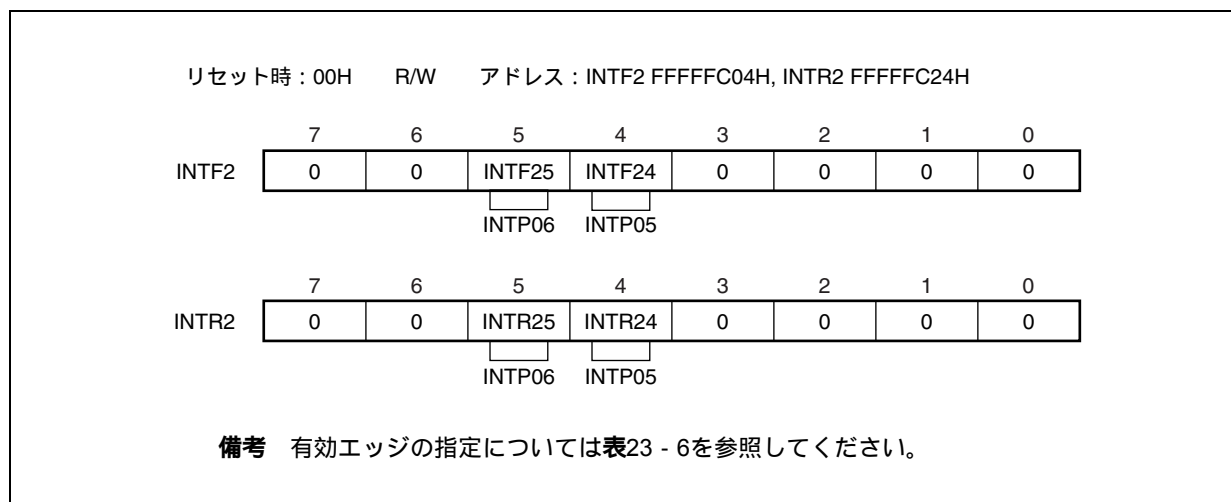 リセット時：00H R/W アドレス：INTF2 FFFFFC04H, INTR2 FFFFFC24H
7 6 5 4 3 2 1 0
INTF2 0 0 INTF25 INTF24 0 0 0 0
INTP06 INTP05
7 6 5 4 3 2 1 0
INTR2 0 0 INTR25 INTR24 0 0 0 0
INTP06 INTP05
備考 有効エッジの指定については表23 - 6を参照してください。